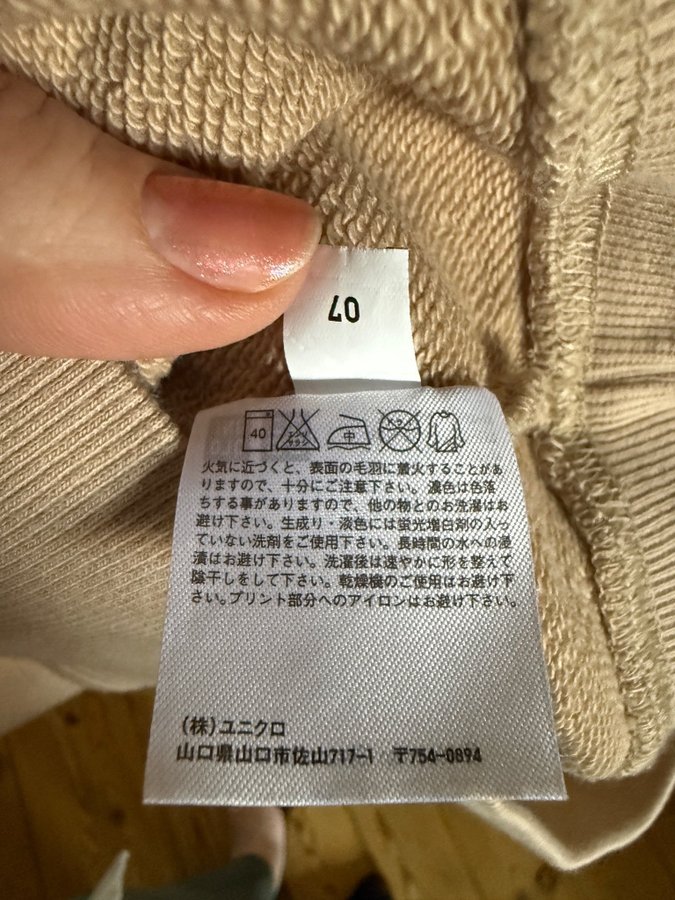 07
40 エンソ サラシ 中
火気に近づくと、表面の毛羽に着火することがあ
りますので、十分にご注意下さい。濃色は色落
ちする事がありますので、他の物とのお洗濯はお
避け下さい。生成り・淡色には蛍光増白剤の入っ
ていない洗剤をご使用下さい。長時間の水への浸
漬はお避け下さい。洗濯後は速やかに形を整えて
陰干しをして下さい。乾燥機のご使用はお避け下
さい。プリント部分へのアイロンはお避け下さい。
(株)ユニクロ
山口県山口市佐山717-1 〒754-0894